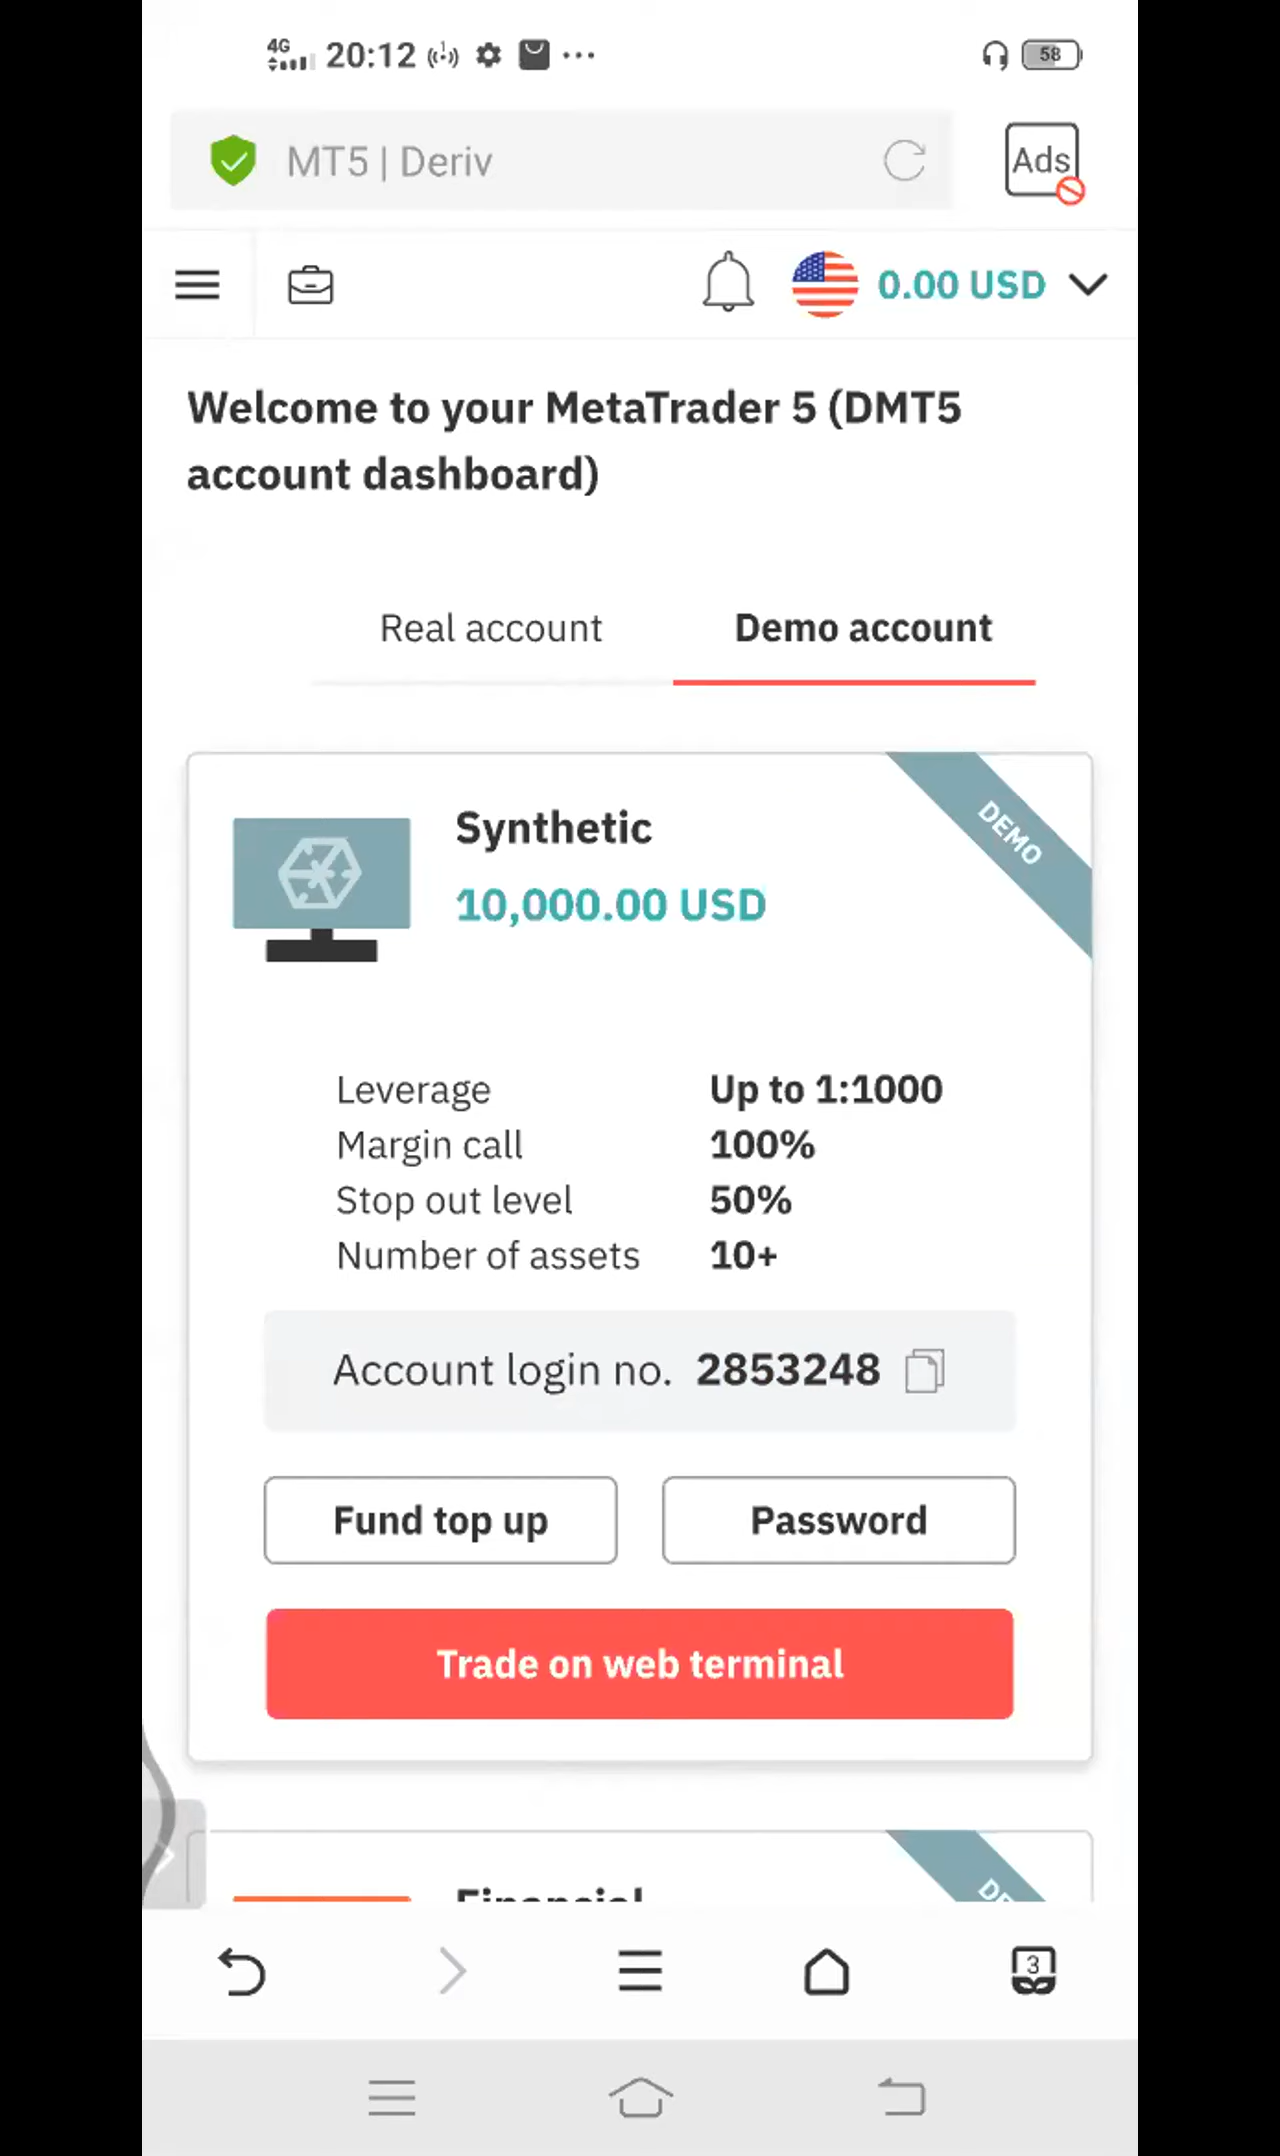 4G 20:12 58
MT5 | Deriv Ads
0.00 USD
Welcome to your MetaTrader 5 (DMT5
account dashboard)
Real account Demo account
DEMO
Synthetic
10,000.00 USD
Leverage Up to 1:1000
Margin call 100%
Stop out level 50%
Number of assets 10+
Account login no. 2853248
Fund top up Password
Trade on web terminal
Financial
3